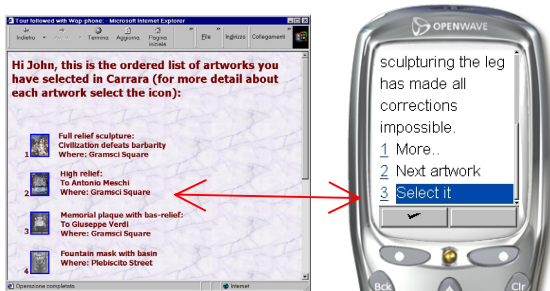 Tour followed with Wap phone: - Microsoft Internet Explorer
Indietro
Termina
Aggiorna
Pagina
iniziale
»
File
»
Indirizzo
Collegamenti
»
Hi John, this is the ordered list of artworks you
have selected in Carrara (for more detail about
each artwork select the icon):
1
Full relief sculpture:
Civilization defeats barbarity
Where: Gramsci Square
2
High relief:
To Antonio Meschi
Where: Gramsci Square
3
Memorial plaque with bas-relief:
To Giuseppe Verdi
Where: Gramsci Square
4
Fountain mask with basin
Where: Plebiscito Street
Operazione completata
Internet
OPENWAVE
sculpturing the leg
has made all
corrections
impossible.
1 More..
2 Next artwork
3 Select it
Bck
Clr